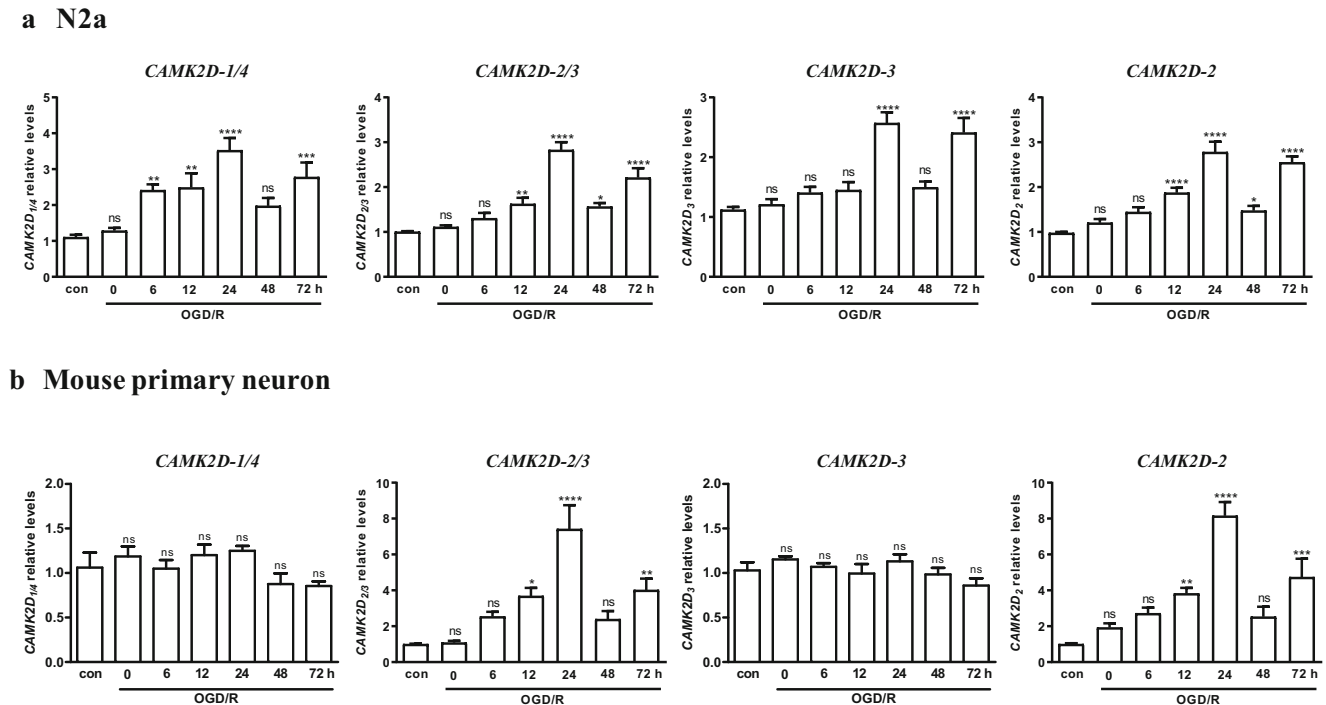 a N2a
CAMK2D-1/4
CAMK2D1/4 relative levels
5
4
3
2
1
0
ns
**
**
****
ns
***
con 0 6 12 24 48 72 h
OGD/R
CAMK2D-2/3
CAMK2D2/3 relative levels
4
3
2
1
0
ns
ns
**
****
*
****
con 0 6 12 24 48 72 h
OGD/R
CAMK2D-3
CAMK2D3 relative levels
3
2
1
0
ns
ns
ns
****
ns
****
con 0 6 12 24 48 72 h
OGD/R
CAMK2D-2
CAMK2D2 relative levels
4
3
2
1
0
ns
ns
****
****
*
****
con 0 6 12 24 48 72 h
OGD/R
b Mouse primary neuron
CAMK2D-1/4
CAMK2D1/4 relative levels
2.0
1.5
1.0
0.5
0.0
ns
ns
ns
ns
ns
ns
con 0 6 12 24 48 72 h
OGD/R
CAMK2D-2/3
CAMK2D2/3 relative levels
10
8
6
4
2
0
ns
ns
*
****
ns
**
con 0 6 12 24 48 72 h
OGD/R
CAMK2D-3
CAMK2D3 relative levels
2.0
1.5
1.0
0.5
0.0
ns
ns
ns
ns
ns
ns
con 0 6 12 24 48 72 h
OGD/R
CAMK2D-2
CAMK2D2 relative levels
10
8
6
4
2
0
ns
ns
**
****
ns
***
con 0 6 12 24 48 72 h
OGD/R